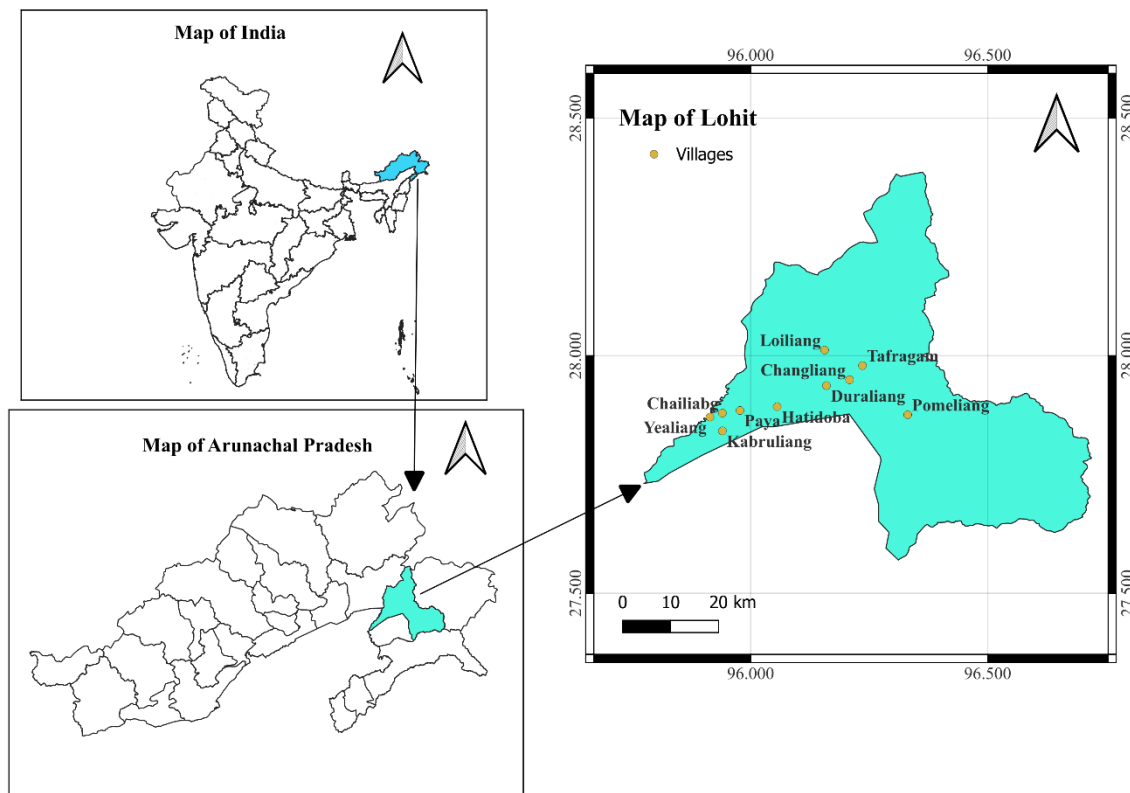 Map of India
Map of Arunachal Pradesh
96.000
96.500
28.500
28.500
Map of Lohit
Villages
Loiliang
Tafragam
28.000
28.000
Changliang
Duraliang
Chailiabg
Pomeliang
Paya
Hatidoba
Yealiang
Kabruliang
27.500
27.500
0 10 20 km
96.000
96.500